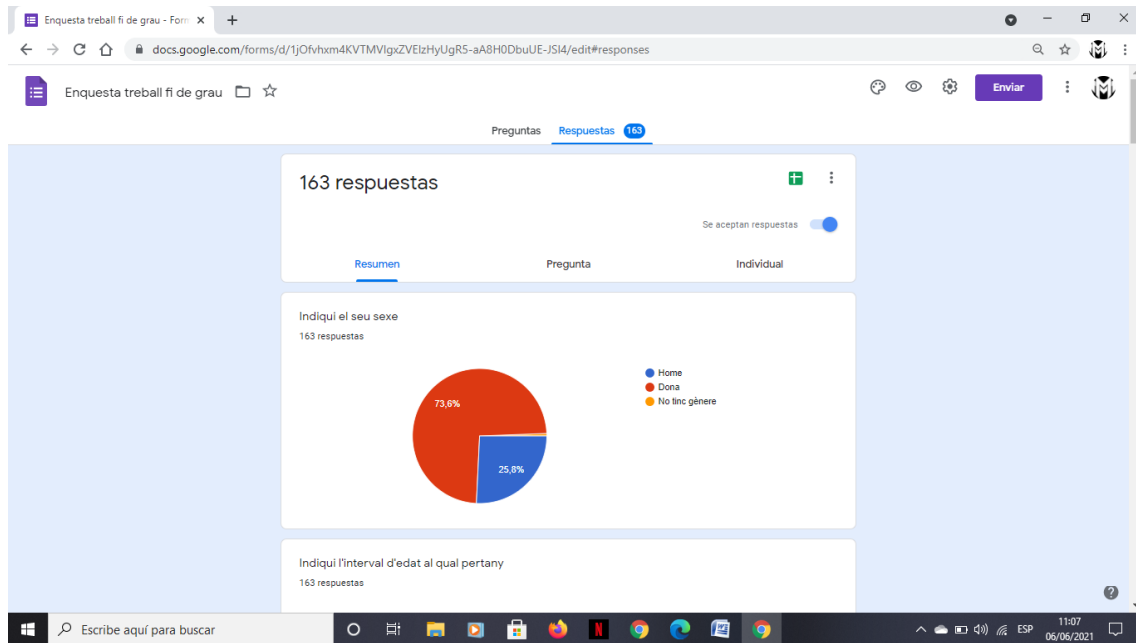 Enquesta treball fi de grau - Form
docs.google.com/forms/d/1jOfvhxm4KVTMVlgxZVElzHyUgR5-aA8H0DbuUE-JSI4/edit#responses
Enquesta treball fi de grau
Enviar
Preguntas Respuestas 163
163 respuestas
Se aceptan respuestas
Resumen Pregunta Individual
Indiqui el seu sexe
163 respuestas
Home
Dona
No tinc gènere
73,6%
25,8%
Indiqui l'interval d'edat al qual pertany
163 respuestas
Escribe aquí para buscar
ESP
11:07
06/06/2021